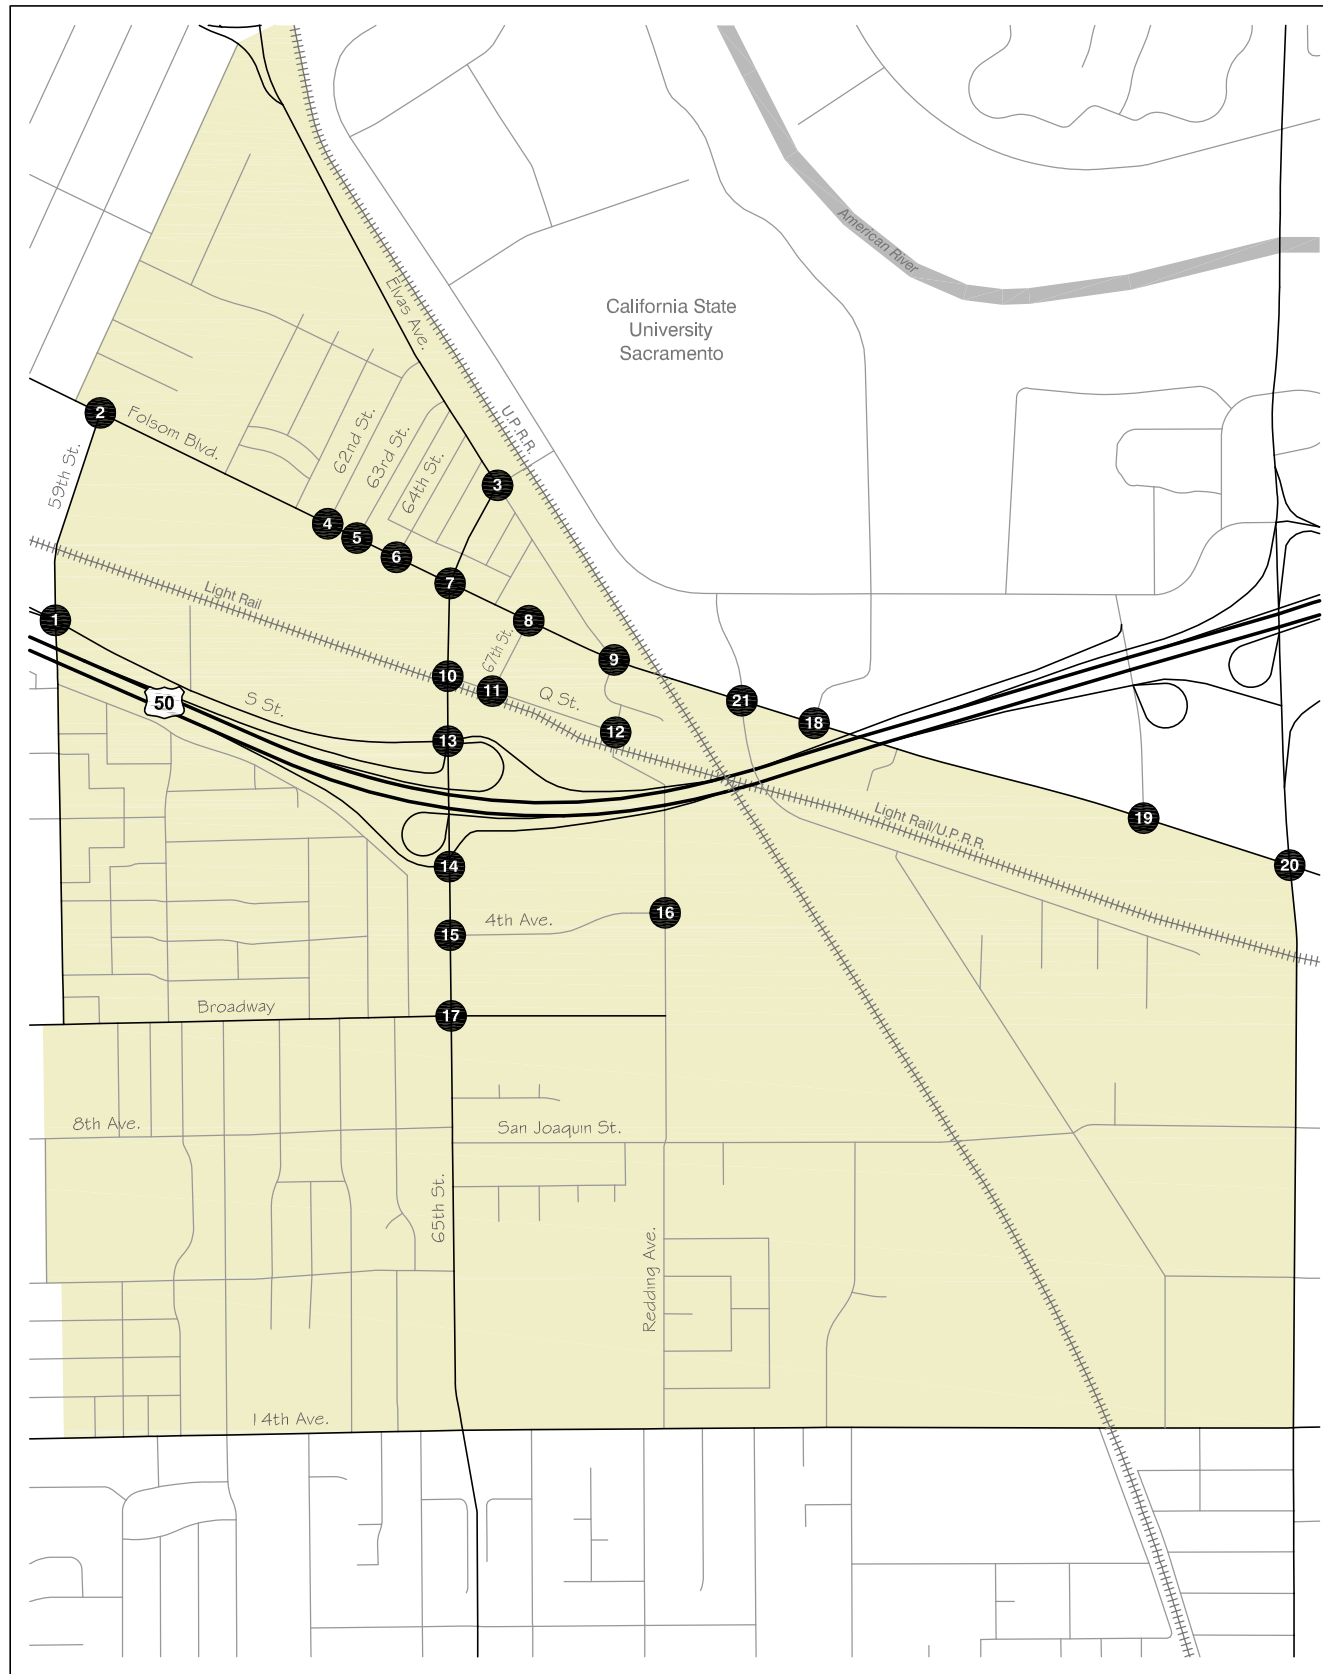 American River
California State
University
Sacramento
Elvas Ave.
U.P.R.R.
2
Folsom Blvd.
62nd St.
63rd St.
64th St.
59th St.
3
4
5
6
7
Light Rail
1
8
67th St.
9
10
11
Q St.
50
S St.
21
18
12
13
Light Rail/U.P.R.R.
19
14
20
16
4th Ave.
15
Broadway
17
8th Ave.
San Joaquin St.
65th St.
Redding Ave.
14th Ave.